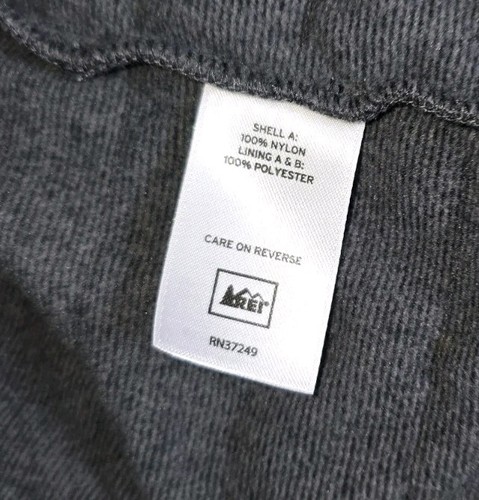 SHELL A:
100% NYLON
LINING A & B:
100% POLYESTER
CARE ON REVERSE
REI
RN37249